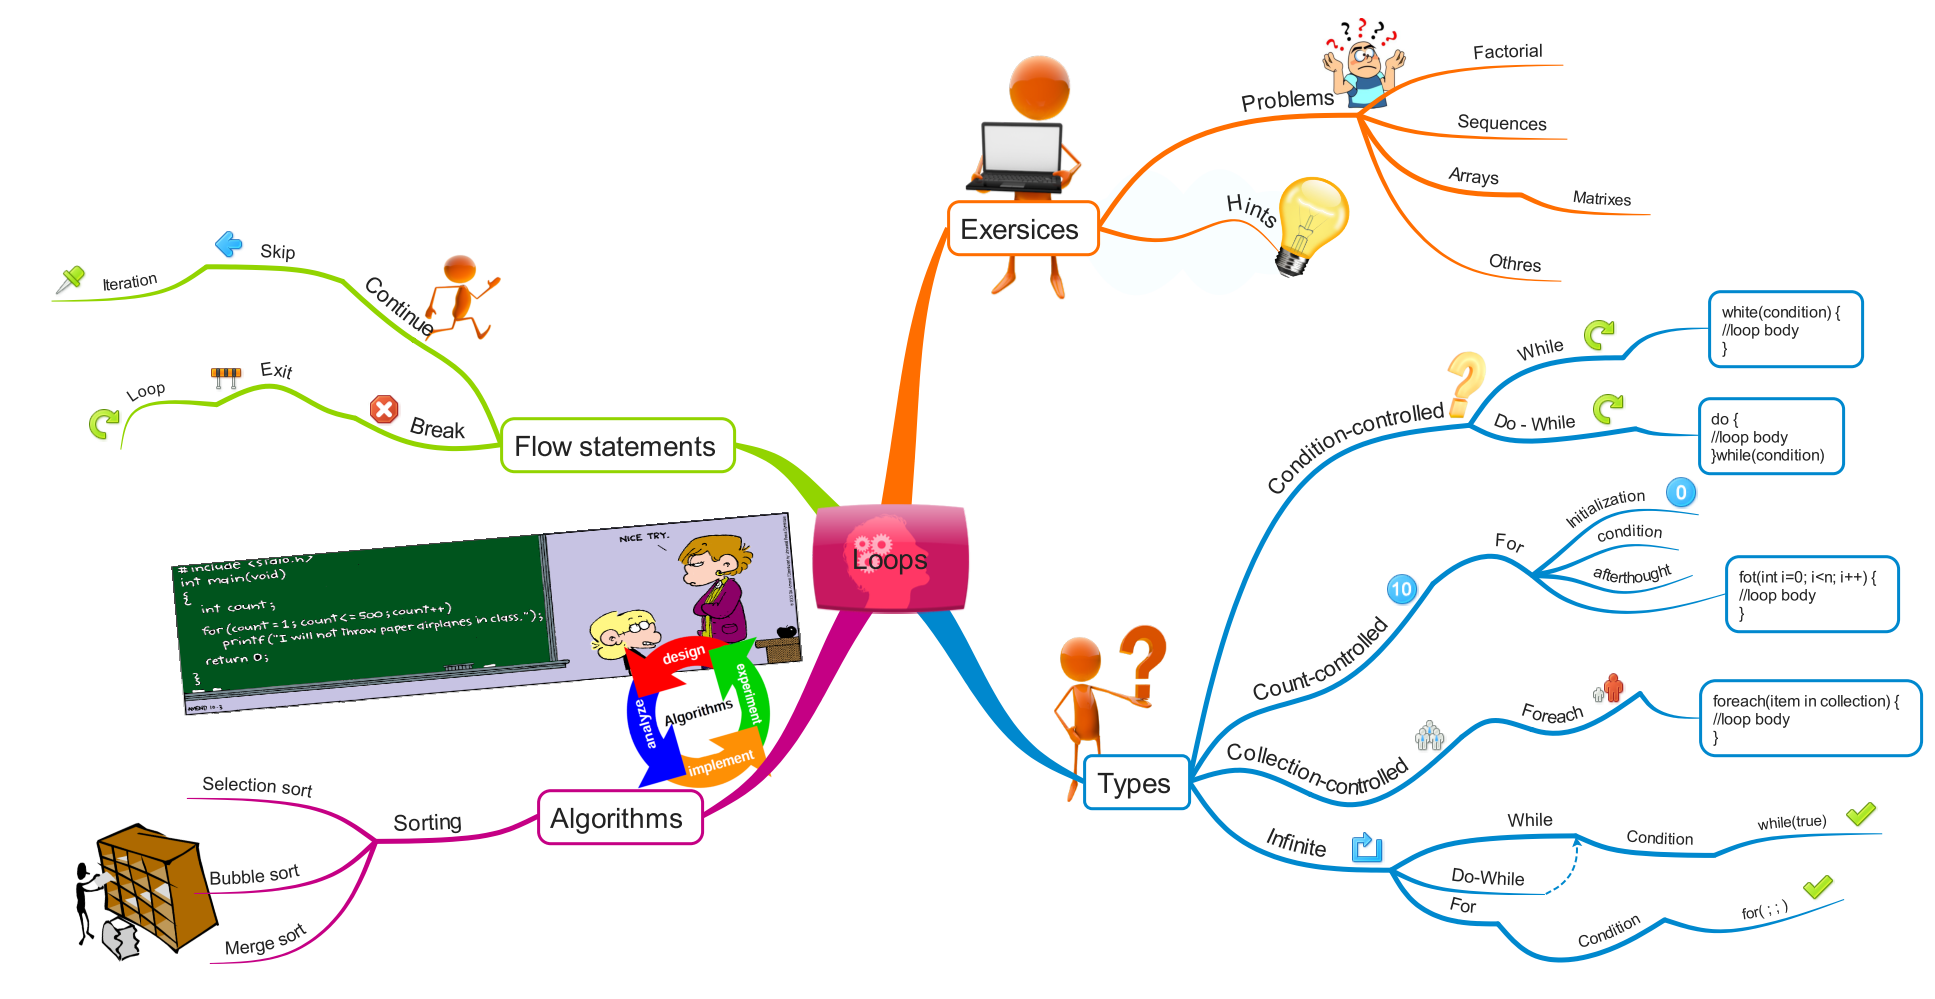 Loops
Exersices
Problems
Factorial
Sequences
Arrays
Matrixes
Othres
Hints
Types
Condition-controlled
While
white(condition) {
//loop body
}
Do - While
do {
//loop body
}while(condition)
Count-controlled
10
For
Initialization
0
condition
afterthought
fot(int i=0; i<n; i++) {
//loop body
}
Collection-controlled
Foreach
foreach(item in collection) {
//loop body
}
Infinite
While
Condition
while(true)
Do-While
For
Condition
for( ; ; )
Flow statements
Continue
Skip
Iteration
Break
Exit
Loop
#include <stdio.h>
int main(void)
{
int count;
for(count=1; count<=500; count++)
printf("I will not throw paper airplanes in class.");
return 0;
}
NICE TRY.
AMEND 10-3
design
experiment
implement
analyze
Algorithms
Algorithms
Sorting
Selection sort
Bubble sort
Merge sort